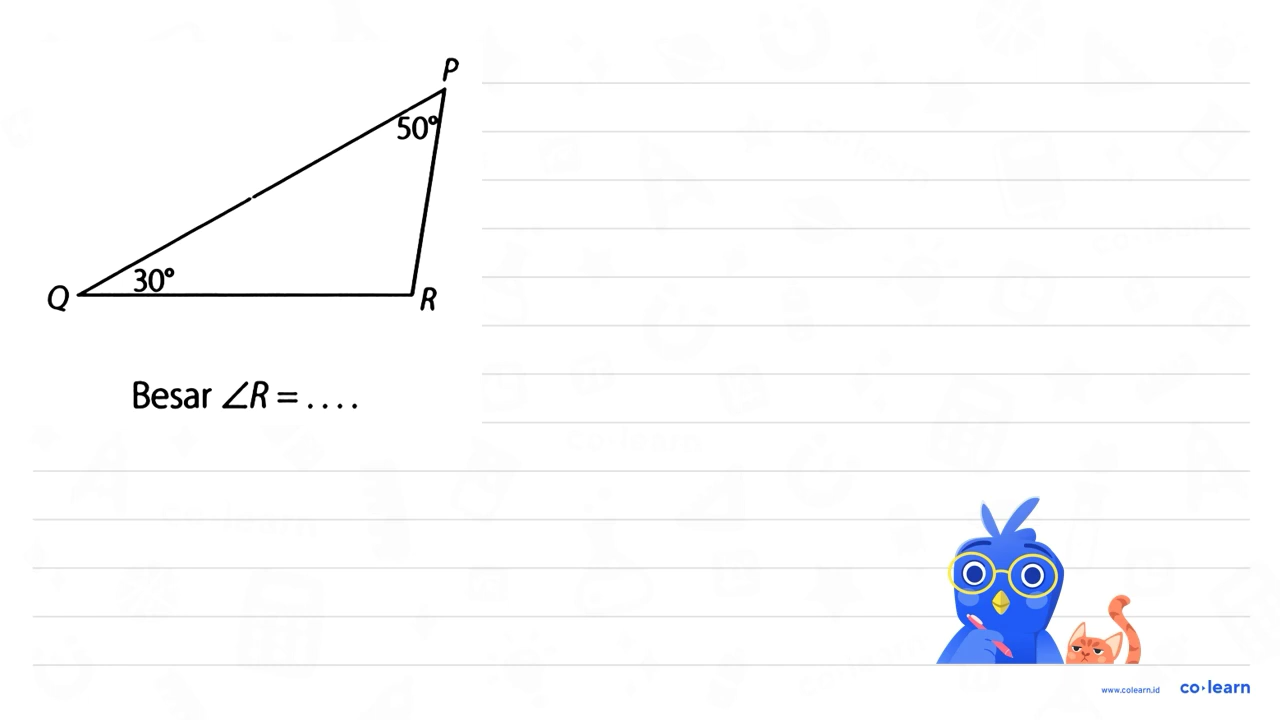 P
50°
30°
Q
R
Besar ∠R = ....
www.colearn.id
co·learn